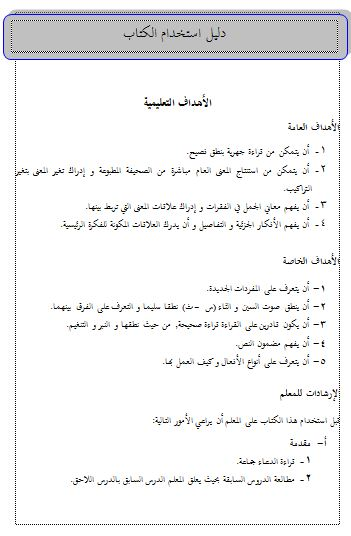 دليل استخدام الكتاب
الأهداف التعليمية
الأهداف العامة
١- أن يتمكن من قراءة جهرية بنطق نصيح.
٢- أن يتمكن من استنتاج المعنى العام مباشرة من الصحيفة المطبوعة و إدراك تغير المعنى بتغير
التراكيب.
٣- أن يفهم معاني الجمل في الفقرات و إدراك علاقات المعنى التي تربط بينها.
٤- أن يفهم الأفكار الجزئية و التفاصيل و أن يدرك العلاقات المكونة للفكرة الرئيسية.
الأهداف الخاصة
١- أن يتعرف على المفردات الجديدة.
٢- أن ينطق صوت السين و الثاء (س -ث) نطقا سليما و التعرف على الفرق بينهما.
٣- أن يكون قادرين على القراءة قراءة صحيحة, من حيث نطقها و النبر و التنغيم.
٤- أن يفهم مضمون النص.
٥- أن يتعرف على أنواع الأفعال و كيف العمل بها.
الإرشادات للمعلم
قبل استخدام هذا الكتاب على المعلم أن يراعي الأمور التالية:
أ- مقدمة
١- قراءة الدعاء جماعة.
٢- مطالعة الدروس السابقة بحيث يعلق المعلم الدرس السابق بالدرس اللاحق.